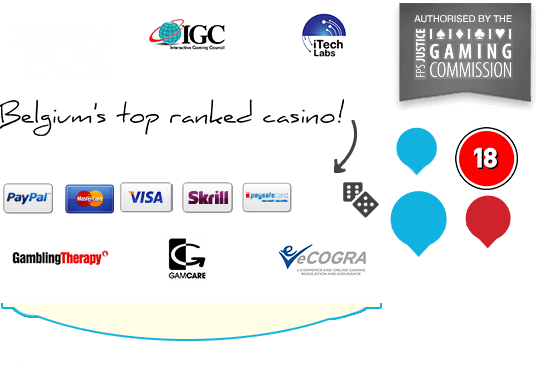 IGC
Interactive Gaming Council
iTech
Labs
AUTHORISED BY THE
FPS JUSTICE
GAMING
COMMISSION
Belgium's top ranked casino!
18
PayPal
MasterCard
VISA
Skrill
paysafecard
GamblingTherapy
G
GAMCARE
eCOGRA
e-COMMERCE AND ONLINE GAMING
REGULATION AND ASSURANCE